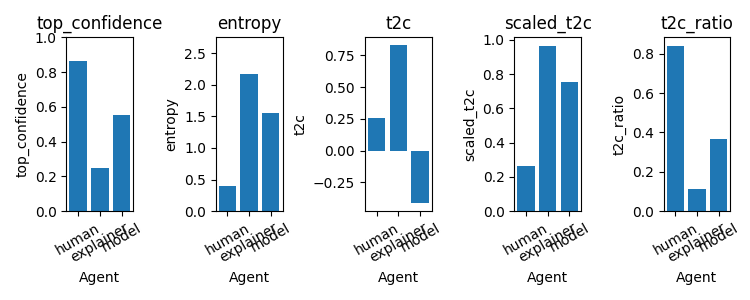 top_confidence
entropy
t2c
scaled_t2c
t2c_ratio
top_confidence
1.0
0.8
0.6
0.4
0.2
0.0
human
explainer
model
Agent
entropy
2.5
2.0
1.5
1.0
0.5
0.0
human
explainer
model
Agent
t2c
0.75
0.50
0.25
0.00
−0.25
human
explainer
model
Agent
scaled_t2c
1.0
0.8
0.6
0.4
0.2
0.0
human
explainer
model
Agent
t2c_ratio
0.8
0.6
0.4
0.2
0.0
human
explainer
model
Agent